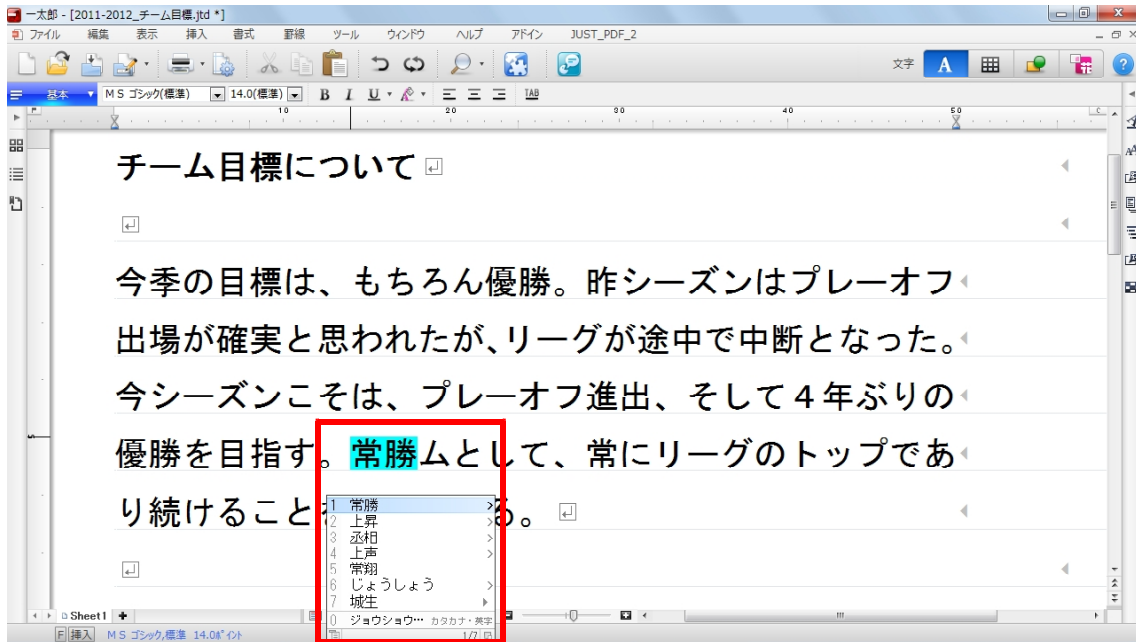 一太郎 - [2011-2012_チーム目標.jtd *]
ファイル 編集 表示 挿入 書式 罫線 ツール ウィンドウ ヘルプ アドイン JUST_PDF_2
文字 A
基本 MS ゴシック(標準) 14.0(標準) B I U TAB
10 20 30 40 50
チーム目標について
今季の目標は、もちろん優勝。昨シーズンはプレーオフ
出場が確実と思われたが、リーグが途中で中断となった。
今シーズンこそは、プレーオフ進出、そして4年ぶりの
優勝を目指す。常勝ムとして、常にリーグのトップであ
り続けること
る。
1 常勝
2 上昇
3 丞相
4 上声
5 常翔
6 じょうしょう
7 城生
0 ジョウショウ… カタカナ・英字
1/7
Sheet1
挿入 MS ゴシック,標準 14.0ポイント